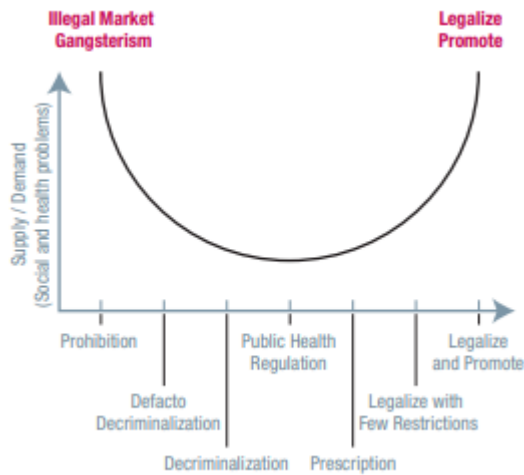 Illegal Market
Gangsterism
Legalize
Promote
Supply / Demand
(Social and health problems)
Prohibition
Public Health
Regulation
Legalize
and Promote
Defacto
Decriminalization
Legalize with
Few Restrictions
Decriminalization
Prescription